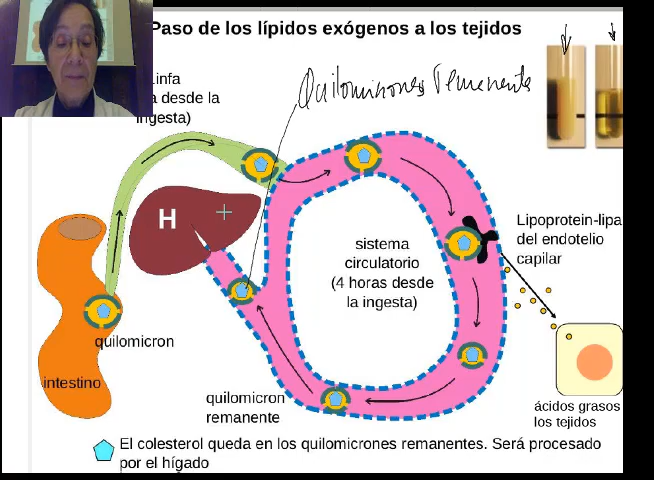 Paso de los lípidos exógenos a los tejidos
Linfa
a desde la
ingesta)
Quilomicrones remanente
H
sistema
circulatorio
(4 horas desde
la ingesta)
Lipoprotein-lipa
del endotelio
capilar
quilomicron
intestino
quilomicron
remanente
ácidos grasos
los tejidos
El colesterol queda en los quilomicrones remanentes. Será procesado
por el hígado